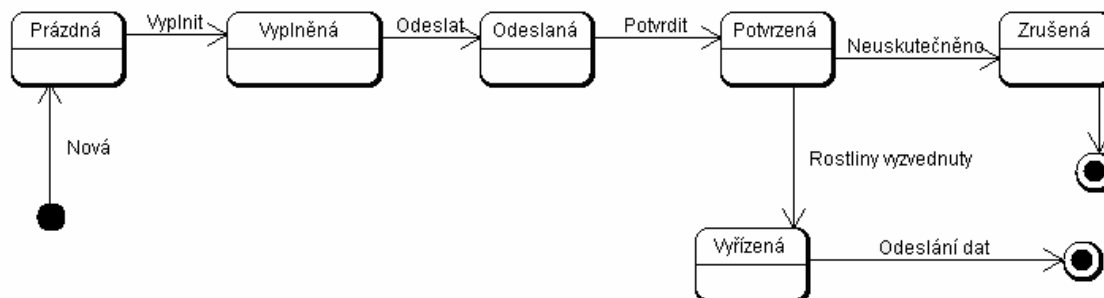 Prázdná
Vyplnit
Vyplněná
Odeslat
Odeslaná
Potvrdit
Potvrzená
Neuskutečněno
Zrušená
Nová
Rostliny vyzvednuty
Vyřízená
Odeslání dat